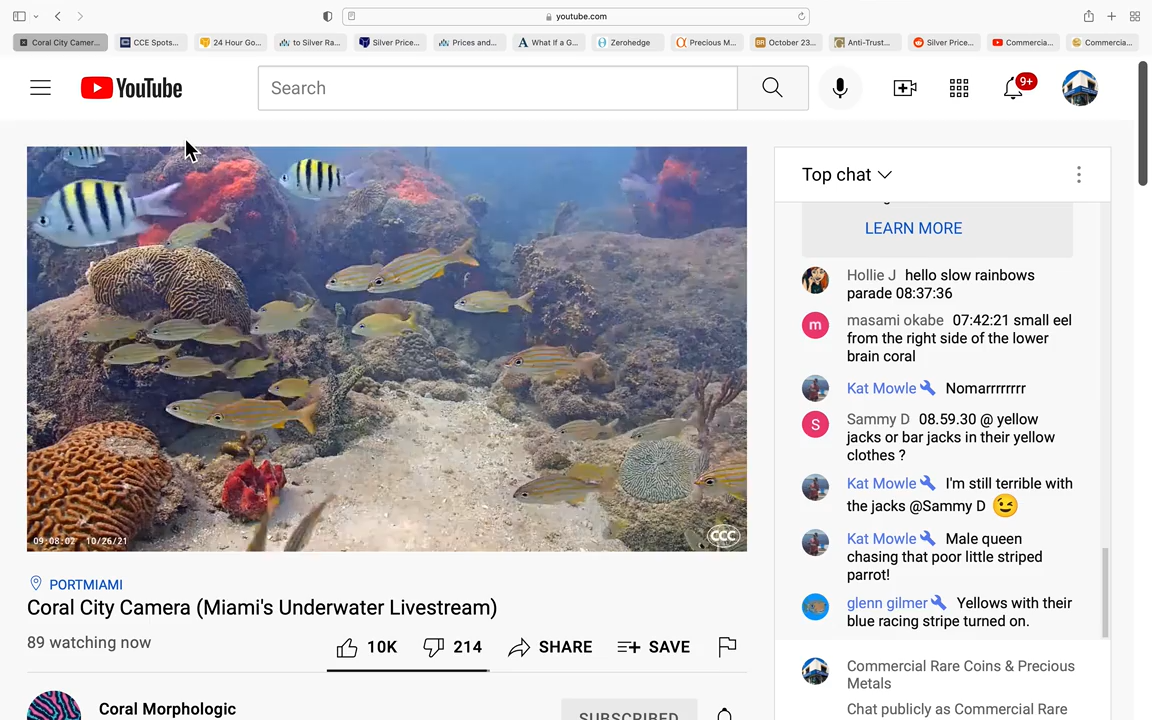 youtube.com
Coral City Camer...
CCE Spots...
24 Hour Go...
to Silver Ra...
Silver Price...
Prices and...
What If a G...
Zerohedge
Precious M...
October 23...
Anti-Trust...
Silver Price...
Commercia...
Commercia...
YouTube
Search
9+
09:08:02 10/26/21
CCC
PORTMIAMI
Coral City Camera (Miami's Underwater Livestream)
89 watching now
10K
214
SHARE
SAVE
Coral Morphologic
SUBSCRIBED
Top chat
LEARN MORE
Hollie J hello slow rainbows
parade 08:37:36
m
masami okabe 07:42:21 small eel
from the right side of the lower
brain coral
Kat Mowle Nomarrrrrrr
S
Sammy D 08.59.30 @ yellow
jacks or bar jacks in their yellow
clothes ?
Kat Mowle I'm still terrible with
the jacks @Sammy D
Kat Mowle Male queen
chasing that poor little striped
parrot!
glenn gilmer Yellows with their
blue racing stripe turned on.
Commercial Rare Coins & Precious
Metals
Chat publicly as Commercial Rare